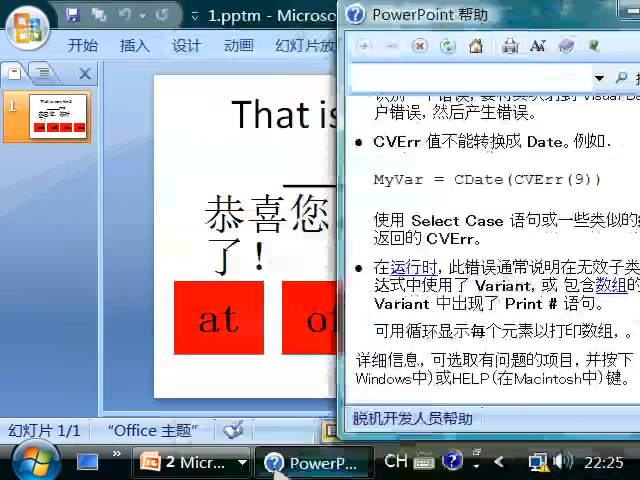 1.pptm - Microso
开始 插入 设计 动画 幻灯片放
1
That is
恭喜您
了！
at
of
幻灯片 1/1
“Office 主题”
PowerPoint 帮助
户错误，然后产生错误。
CVErr 值不能转换成 Date。例如．
MyVar = CDate(CVErr(9))
使用 Select Case 语句或一些类似的
返回的 CVErr。
在运行时，此错误通常说明在无效子类
达式中使用了 Variant，或 包含数组的
Variant 中出现了 Print # 语句。
可用循环显示每个元素以打印数组，。
详细信息，可选取有问题的项目，并按下
Windows中)或HELP(在Macintosh中)键。
脱机开发人员帮助
2 Micr...
PowerP...
CH
22:25